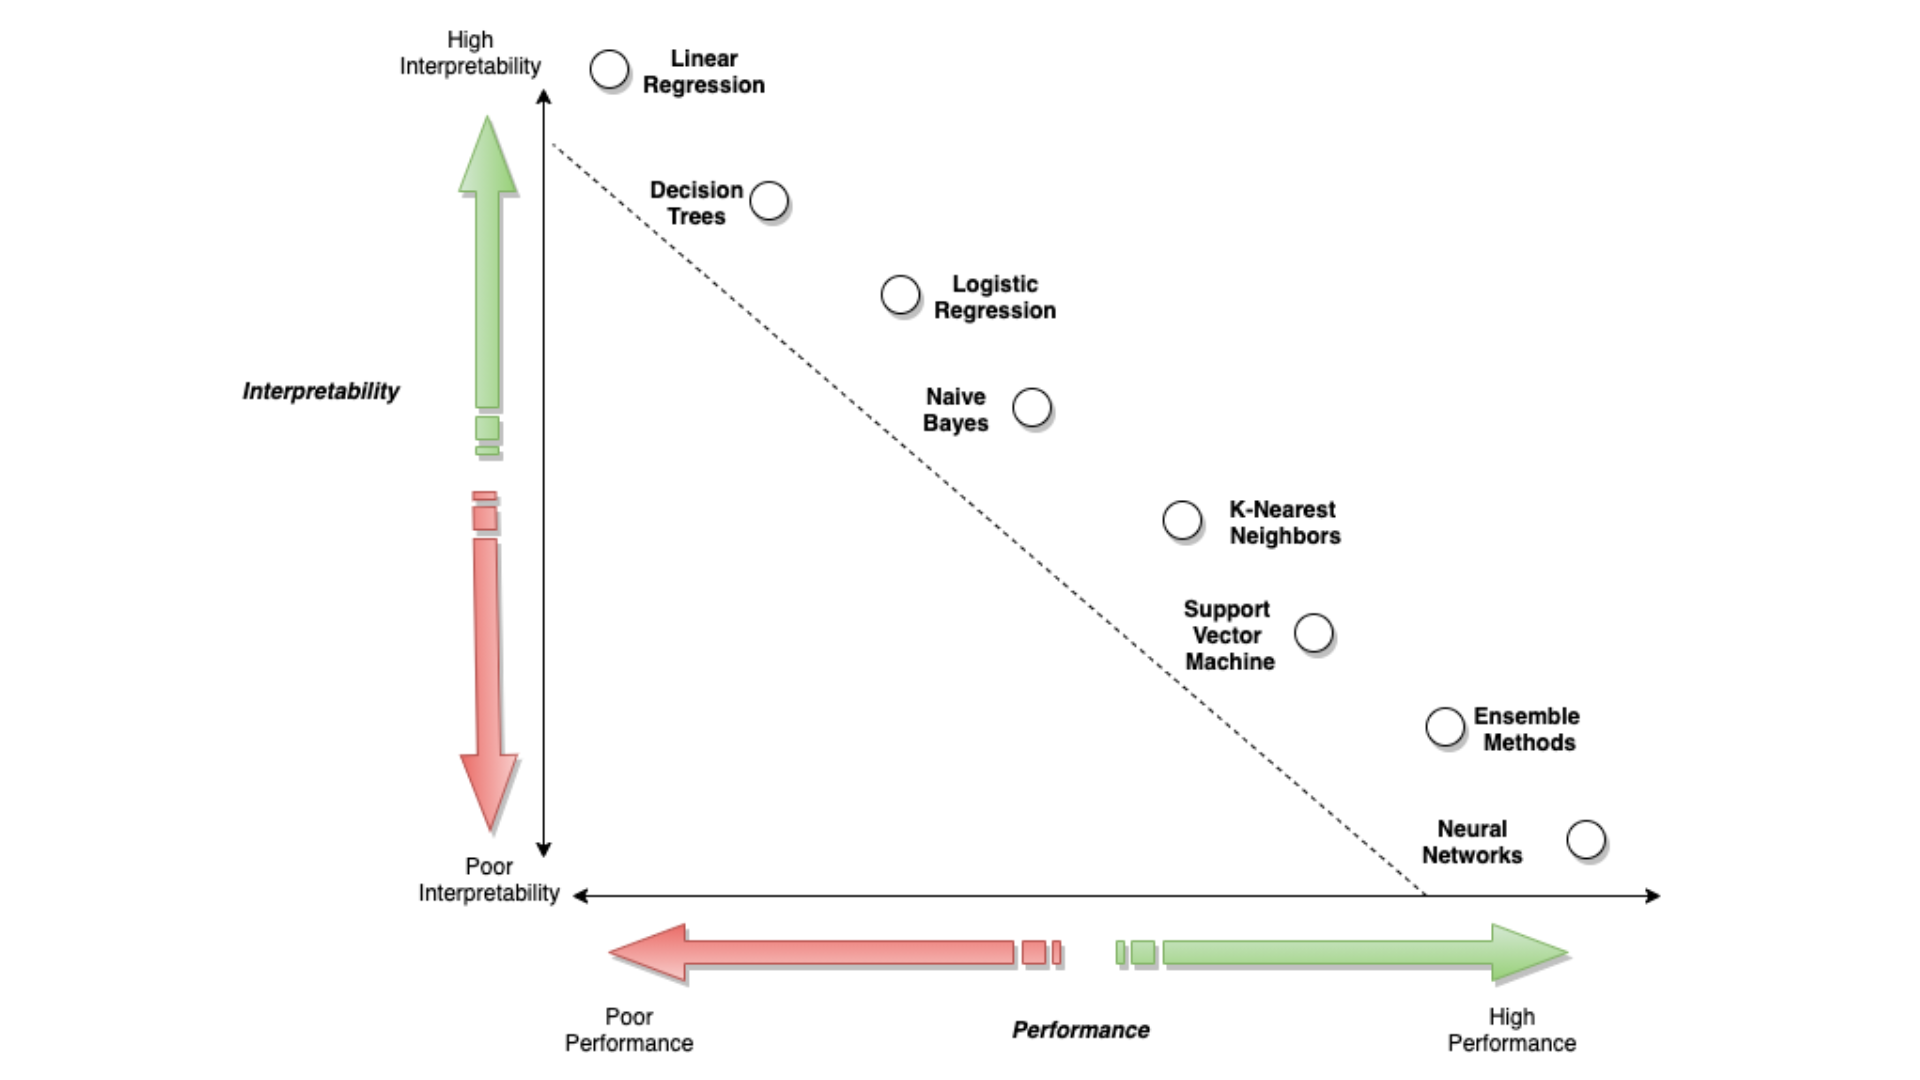 High
Interpretability
Linear
Regression
Decision
Trees
Logistic
Regression
Interpretability
Naive
Bayes
K-Nearest
Neighbors
Support
Vector
Machine
Ensemble
Methods
Neural
Networks
Poor
Interpretability
Poor
Performance
Performance
High
Performance